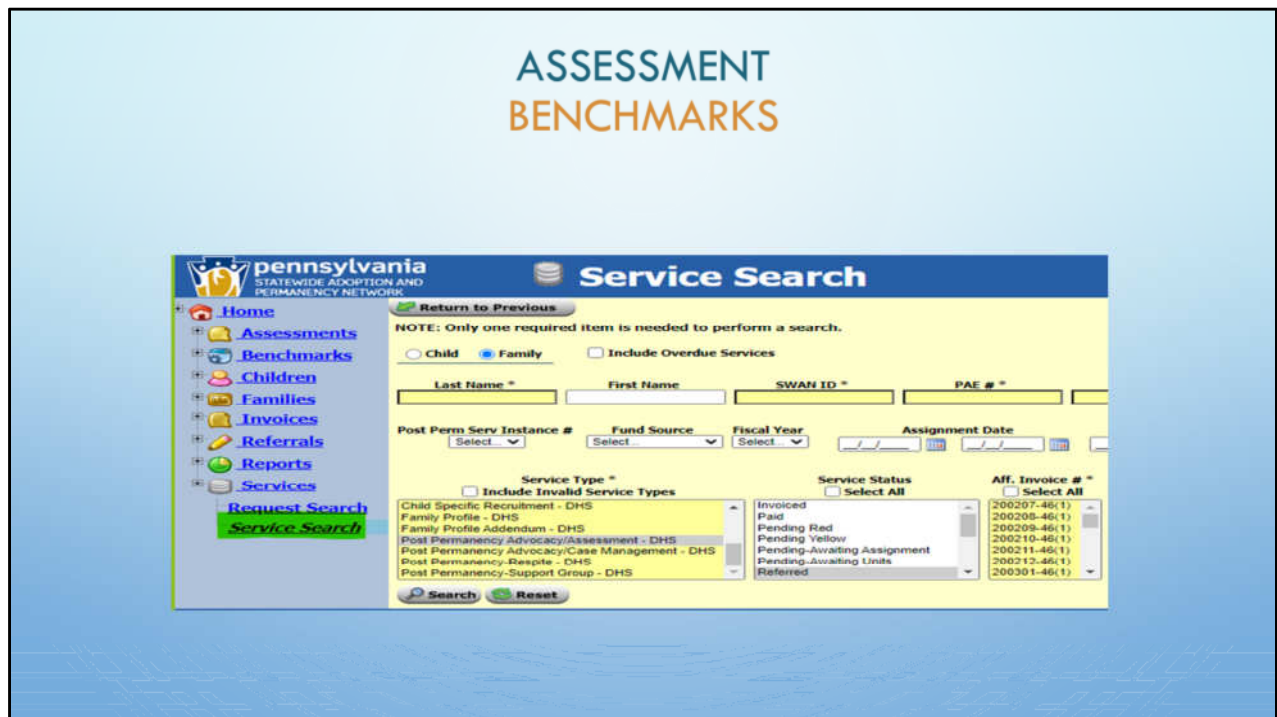 ASSESSMENT
BENCHMARKS
pennsylvania
STATEWIDE ADOPTION AND
PERMANENCY NETWORK
Service Search
Home
Assessments
Benchmarks
Children
Families
Invoices
Referrals
Reports
Services
Request Search
Service Search
Return to Previous
NOTE: Only one required item is needed to perform a search.
Child Family Include Overdue Services
Last Name * First Name SWAN ID * PAE # *
Post Perm Serv Instance # Fund Source Fiscal Year Assignment Date
Select... Select... Select... __/__/____ __/__/____
Service Type *
Include Invalid Service Types
Child Specific Recruitment - DHS
Family Profile - DHS
Family Profile Addendum - DHS
Post Permanency Advocacy/Assessment - DHS
Post Permanency Advocacy/Case Management - DHS
Post Permanency-Respite - DHS
Post Permanency-Support Group - DHS
Service Status
Select All
Invoiced
Paid
Pending Red
Pending Yellow
Pending-Awaiting Assignment
Pending-Awaiting Units
Referred
Aff. Invoice # *
Select All
200207-46(1)
200208-46(1)
200209-46(1)
200210-46(1)
200211-46(1)
200212-46(1)
200301-46(1)
Search Reset